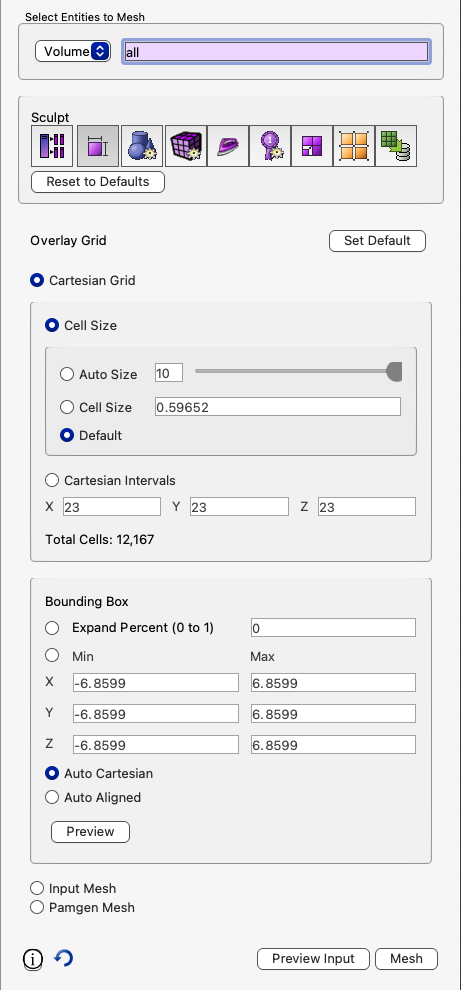 Select Entities to Mesh
Volume all
Sculpt
Reset to Defaults
Overlay Grid Set Default
Cartesian Grid
Cell Size
Auto Size 10
Cell Size 0.59652
Default
Cartesian Intervals
X 23 Y 23 Z 23
Total Cells: 12,167
Bounding Box
Expand Percent (0 to 1) 0
Min Max
X -6.8599 6.8599
Y -6.8599 6.8599
Z -6.8599 6.8599
Auto Cartesian
Auto Aligned
Preview
Input Mesh
Pamgen Mesh
Preview Input Mesh